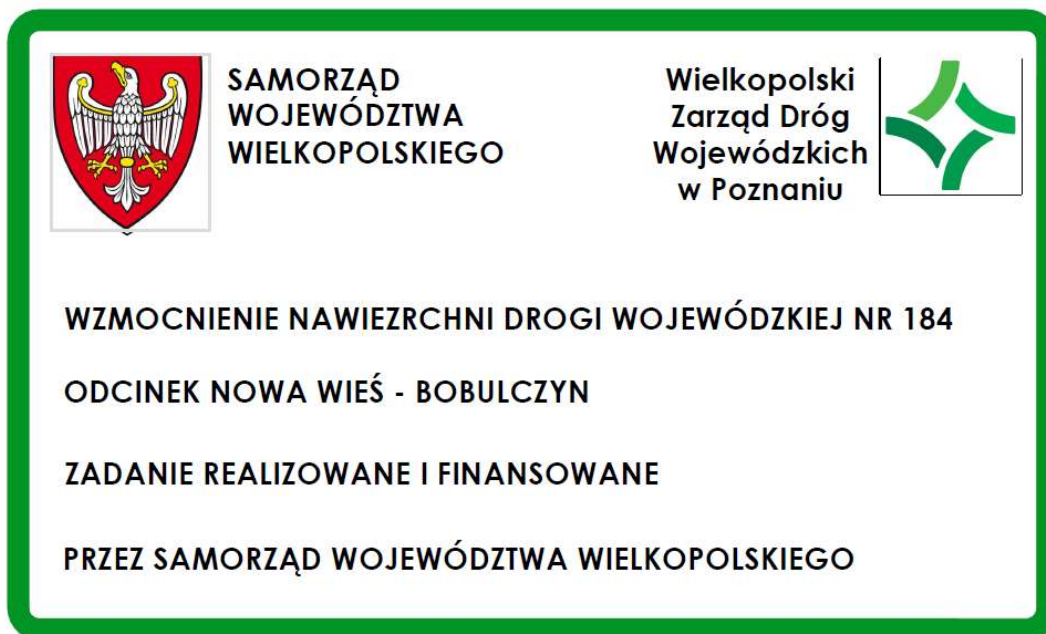 SAMORZĄD
WOJEWÓDZTWA
WIELKOPOLSKIEGO
Wielkopolski
Zarząd Dróg
Wojewódzkich
w Poznaniu
WZMOCNIENIE NAWIEZRCHNI DROGI WOJEWÓDZKIEJ NR 184
ODCINEK NOWA WIEŚ - BOBULCZYN
ZADANIE REALIZOWANE I FINANSOWANE
PRZEZ SAMORZĄD WOJEWÓDZTWA WIELKOPOLSKIEGO